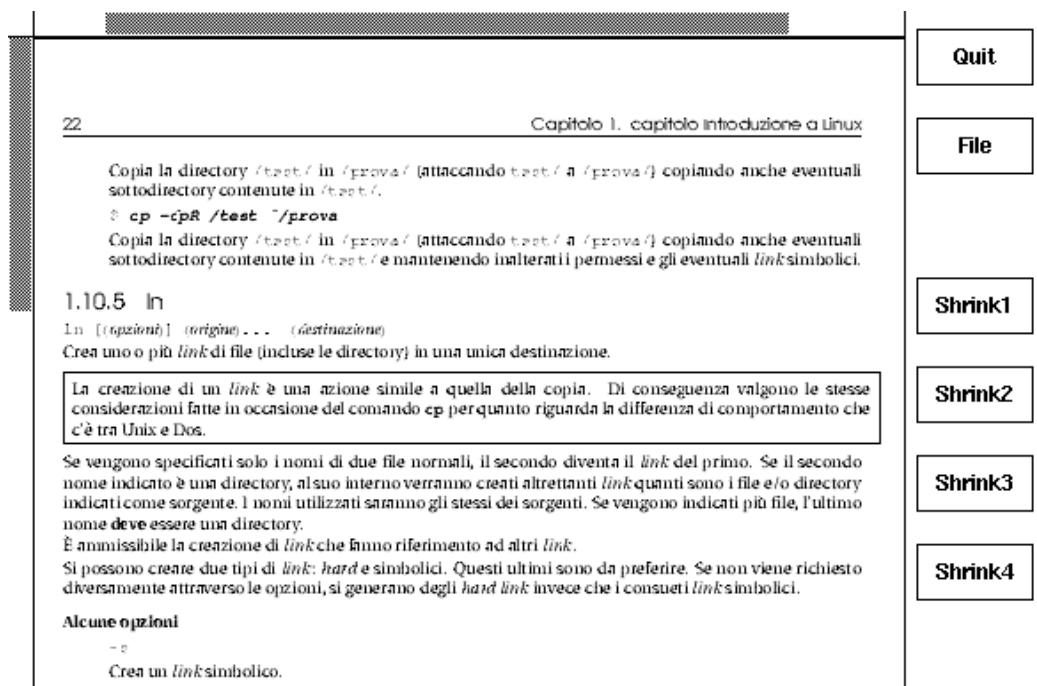 22 Capitolo 1. capitolo Introduzione a Linux
Copia la directory /test/ in /prova/ (attaccando test/ a /prova/) copiando anche eventuali
sottodirectory contenute in /test/.
$ cp -dpR /test ~/prova
Copia la directory /test/ in /prova/ (attaccando test/ a /prova/) copiando anche eventuali
sottodirectory contenute in /test/ e mantenendo inalterati i permessi e gli eventuali link simbolici.
1.10.5 ln
ln [⟨opzioni⟩] ⟨origine⟩... ⟨destinazione⟩
Crea uno o più link di file (incluse le directory) in una unica destinazione.
La creazione di un link è una azione simile a quella della copia. Di conseguenza valgono le stesse
considerazioni fatte in occasione del comando cp per quanto riguarda la differenza di comportamento che
c'è tra Unix e Dos.
Se vengono specificati solo i nomi di due file normali, il secondo diventa il link del primo. Se il secondo
nome indicato è una directory, al suo interno verranno creati altrettanti link quanti sono i file e/o directory
indicati come sorgente. I nomi utilizzati saranno gli stessi dei sorgenti. Se vengono indicati più file, l'ultimo
nome deve essere una directory.
È ammissibile la creazione di link che fanno riferimento ad altri link.
Si possono creare due tipi di link: hard e simbolici. Questi ultimi sono da preferire. Se non viene richiesto
diversamente attraverso le opzioni, si generano degli hard link invece che i consueti link simbolici.
Alcune opzioni
-s
Crea un link simbolico.
Quit
File
Shrink1
Shrink2
Shrink3
Shrink4